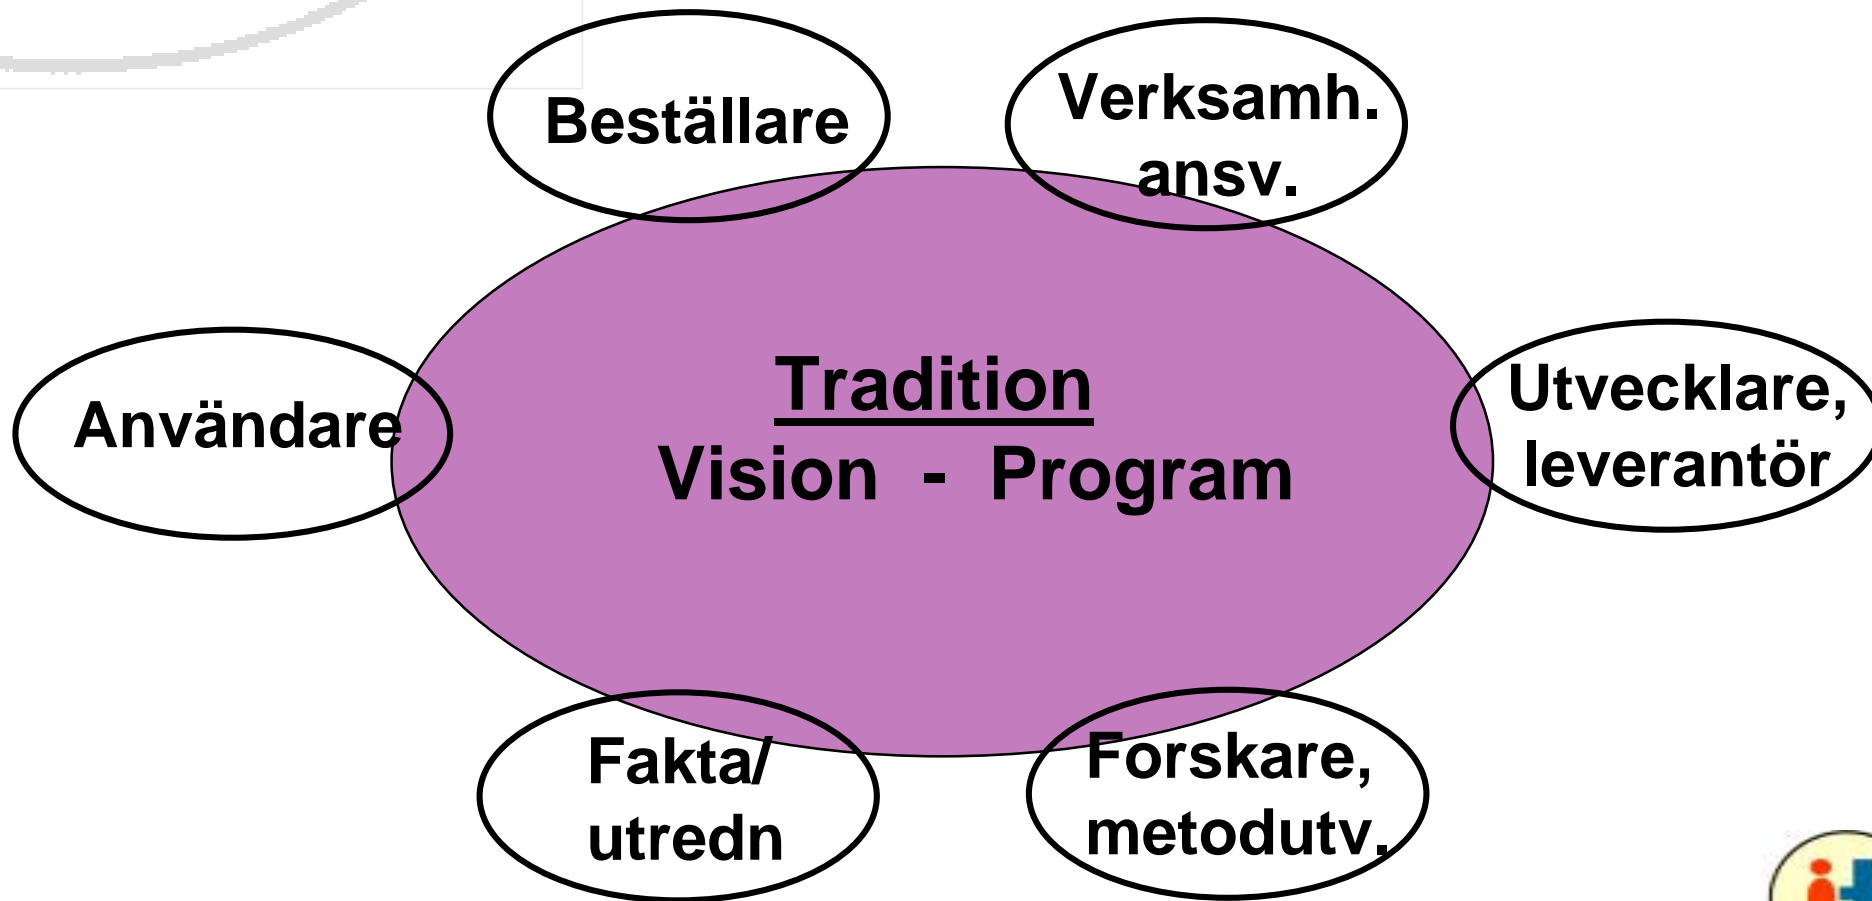 Beställare
Verksamh.
ansv.
Användare
Tradition
Vision - Program
Utvecklare,
leverantör
Fakta/
utredn
Forskare,
metodutv.